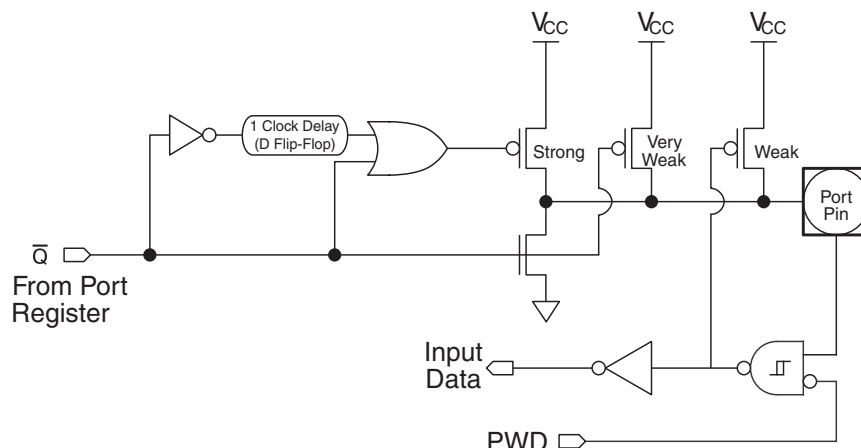 VCC
VCC
VCC
1 Clock Delay
(D Flip-Flop)
Strong
Very
Weak
Weak
Port
Pin
Q̅
From Port
Register
Input
Data
PWD